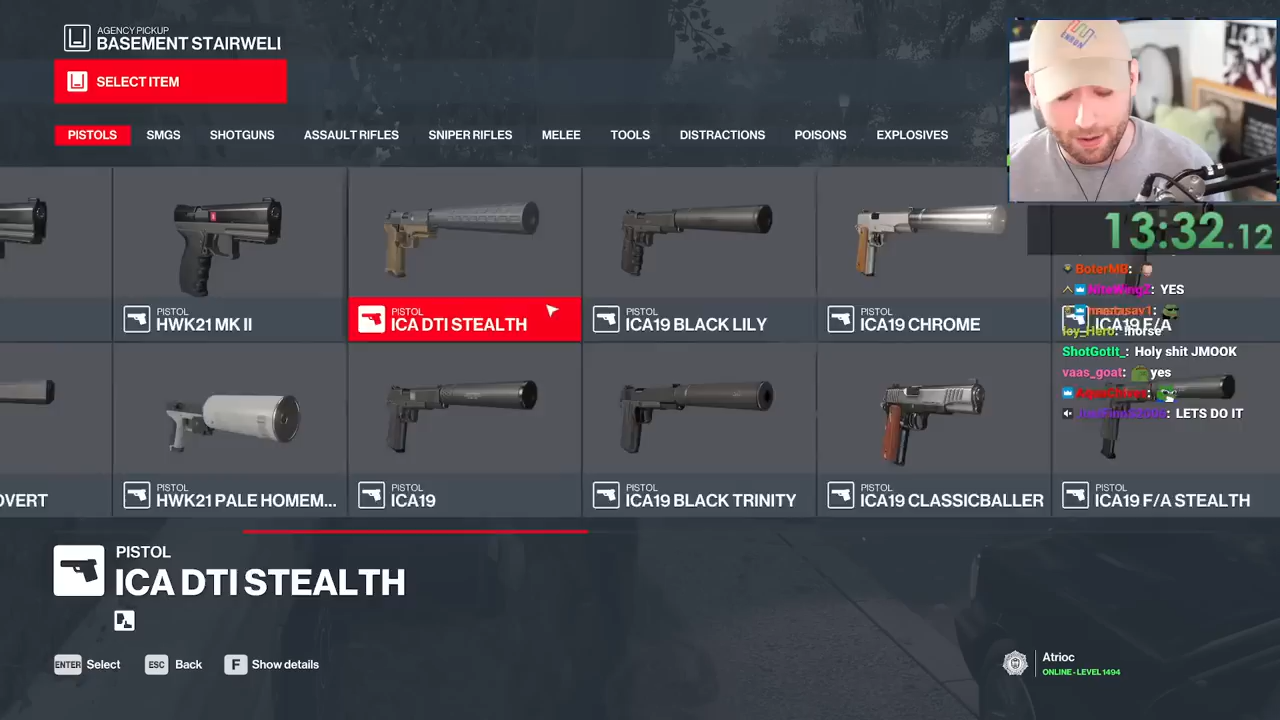 AGENCY PICKUP
BASEMENT STAIRWELL
SELECT ITEM
PISTOLS
SMGS
SHOTGUNS
ASSAULT RIFLES
SNIPER RIFLES
MELEE
TOOLS
DISTRACTIONS
POISONS
EXPLOSIVES
13:32.12
BoterMB:
NiteWingZ: YES
!horse
ShotGotIt_: Holy shit JMOOK
vaas_goat: yes
LETS DO IT
PISTOL
HWK21 MK II
PISTOL
ICA DTI STEALTH
PISTOL
ICA19 BLACK LILY
PISTOL
ICA19 CHROME
ICA19 F/A
OVERT
PISTOL
HWK21 PALE HOMEM...
PISTOL
ICA19
PISTOL
ICA19 BLACK TRINITY
PISTOL
ICA19 CLASSICBALLER
PISTOL
ICA19 F/A STEALTH
PISTOL
ICA DTI STEALTH
ENTER Select
ESC Back
F Show details
Atrioc
ONLINE - LEVEL 1494